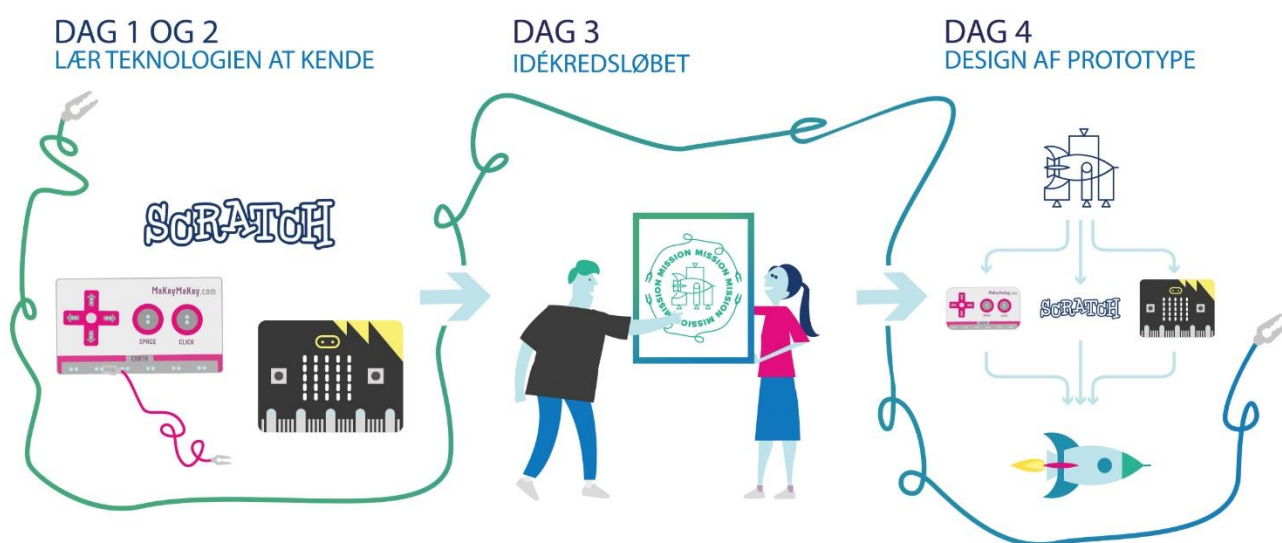 DAG 1 OG 2
LÆR TEKNOLOGIEN AT KENDE
SCRATCH
MaKeyMaKey.com
SPACE
CLICK
EARTH
DAG 3
IDÉKREDSLØBET
MISSION MISSION MISSION MISSION
DAG 4
DESIGN AF PROTOTYPE
SCRATCH